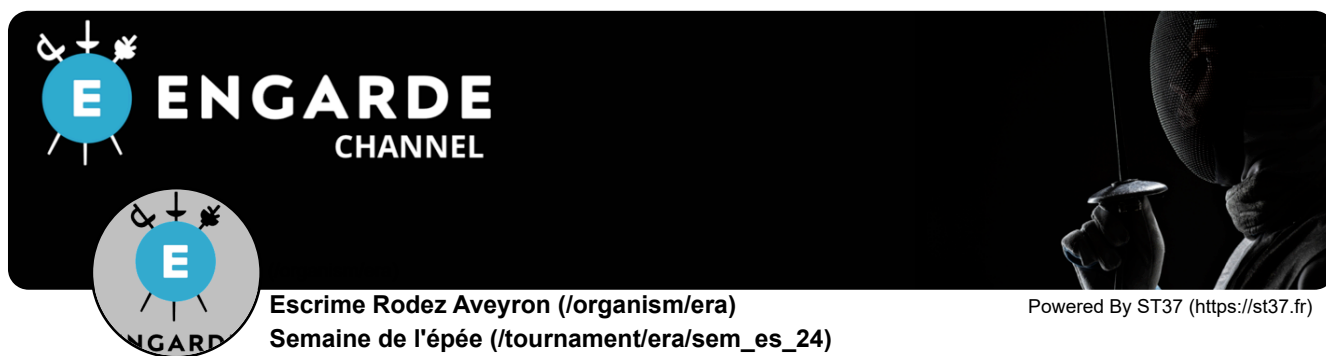 E ENGARDE
CHANNEL
E
NGARD
Escrime Rodez Aveyron (/organism/era)
Powered By ST37 (https://st37.fr)
Semaine de l'épée (/tournament/era/sem_es_24)